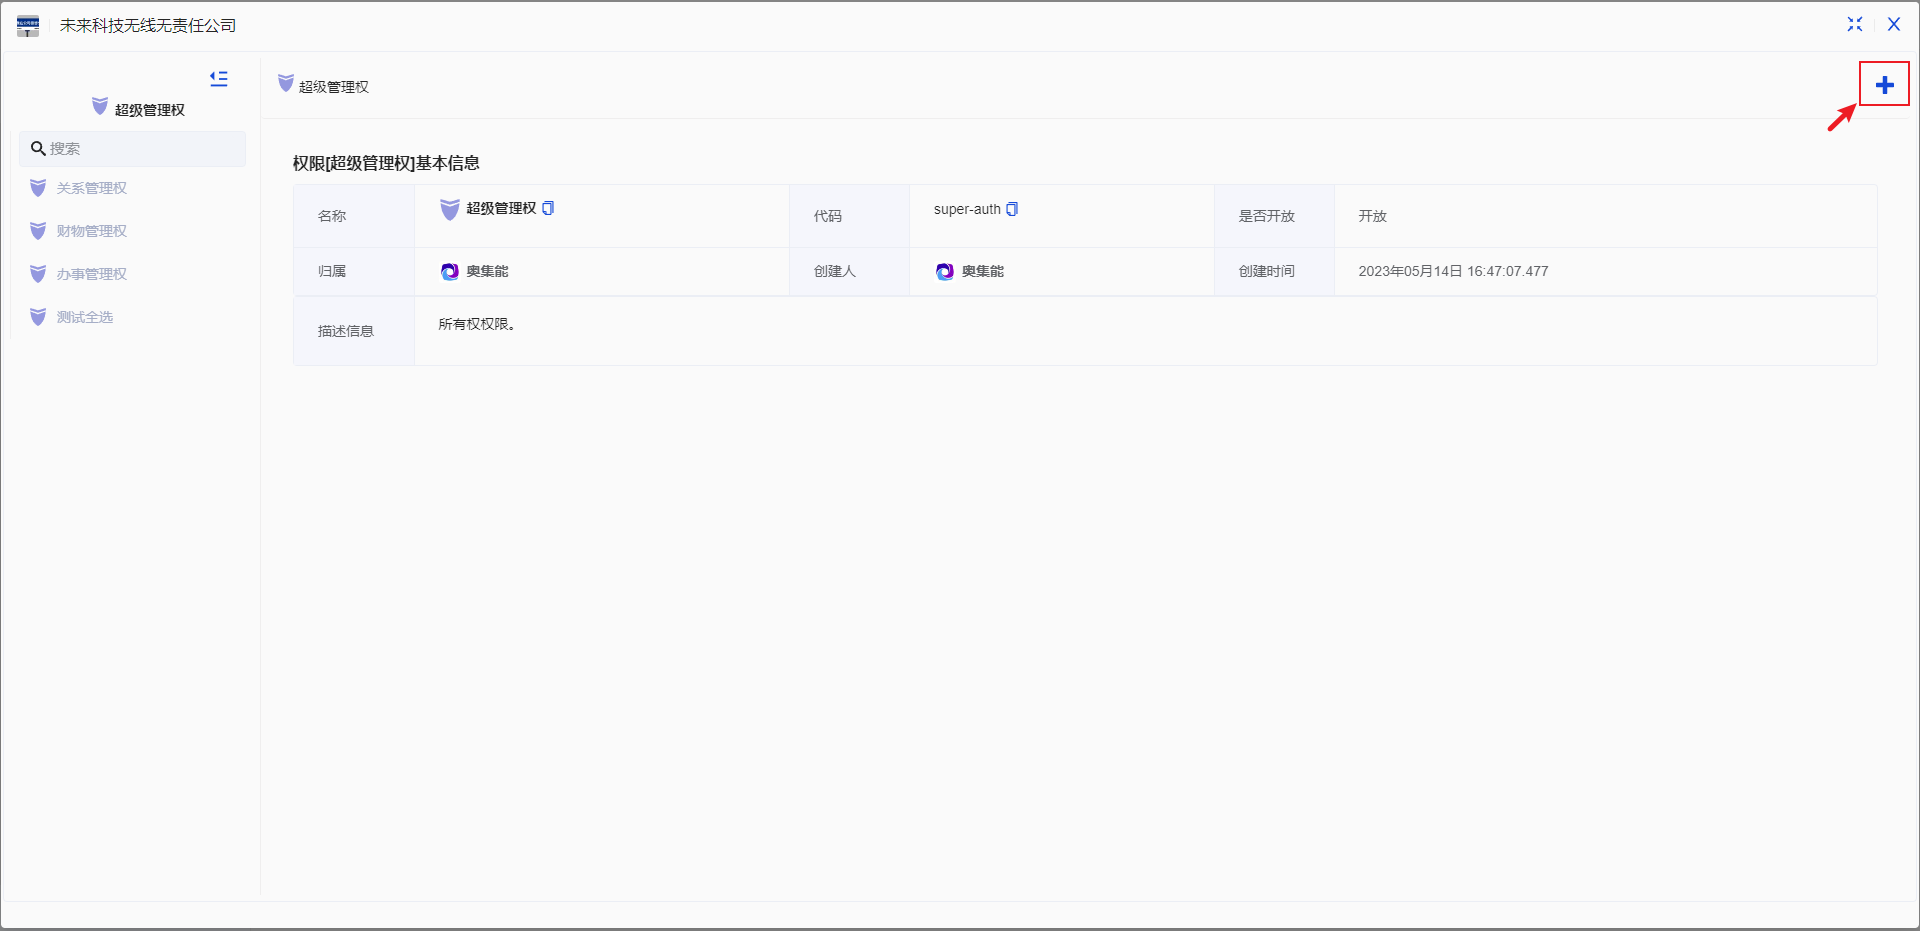 未来科技无线无责任公司
超级管理权
搜索
关系管理权
财物管理权
办事管理权
测试全选
超级管理权
权限[超级管理权]基本信息
名称 超级管理权 代码 super-auth 是否开放 开放
归属 奥集能 创建人 奥集能 创建时间 2023年05月14日 16:47:07.477
描述信息 所有权权限。